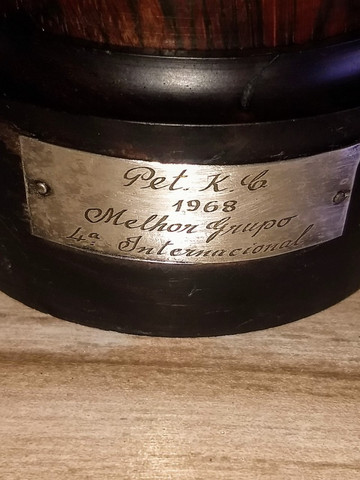 Pet. K. C
1968
Melhor Grupo
4ª Internacional